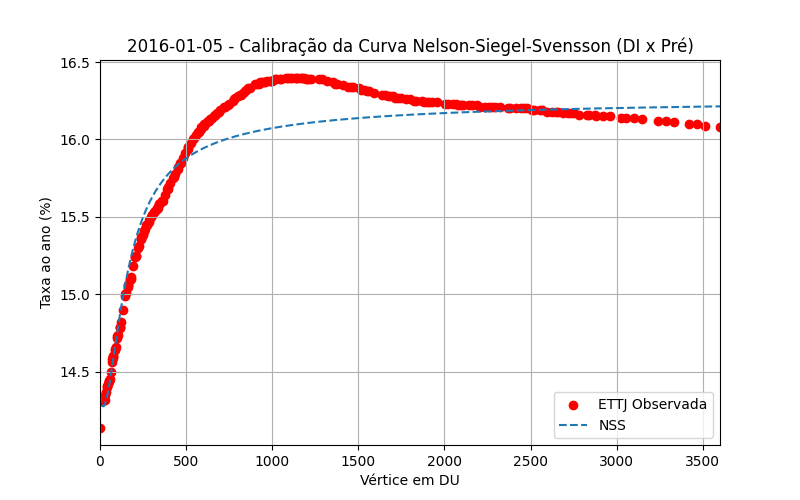 2016-01-05 - Calibração da Curva Nelson-Siegel-Svensson (DI x Pré)
16.5
16.0
15.5
15.0
14.5
Taxa ao ano (%)
ETTJ Observada
NSS
0 500 1000 1500 2000 2500 3000 3500
Vértice em DU